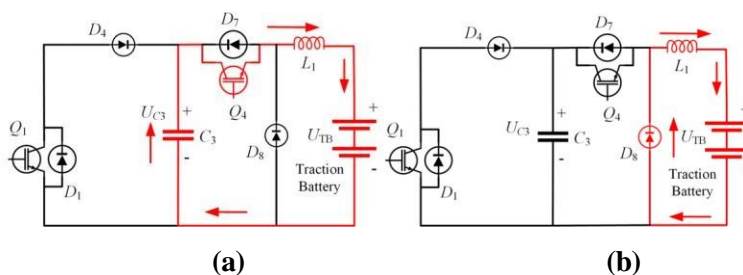 D4
D7
L1
Q4
UC3
+
C3
-
Q1
D1
D8
+
UTB
-
Traction
Battery
(a)
D4
D7
L1
Q4
UC3
+
C3
-
Q1
D1
D8
+
UTB
-
Traction
Battery
(b)